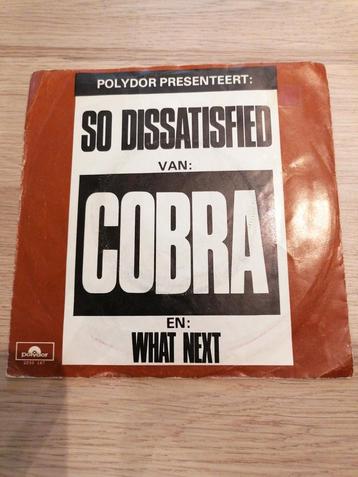 POLYDOR PRESENTEERT:
SO DISSATISFIED
VAN:
COBRA
EN:
WHAT NEXT
polydor